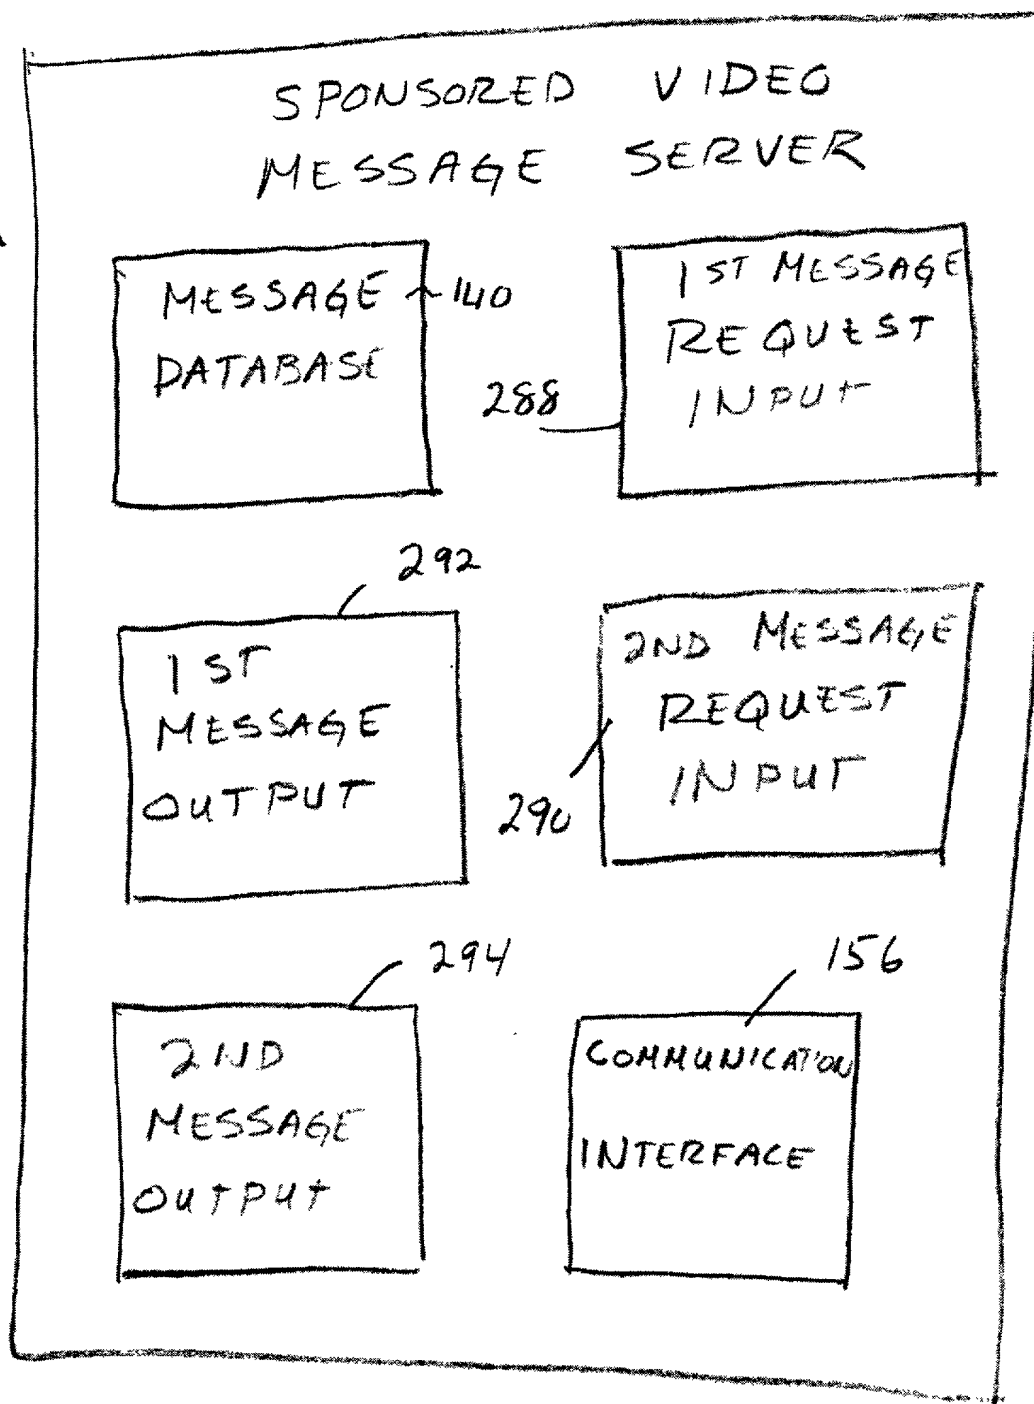 SPONSORED VIDEO
MESSAGE SERVER
MESSAGE
DATABASE
140
1ST MESSAGE
REQUEST
INPUT
288
292
1ST
MESSAGE
OUTPUT
2ND MESSAGE
REQUEST
INPUT
290
294
2ND
MESSAGE
OUTPUT
156
COMMUNICATION
INTERFACE